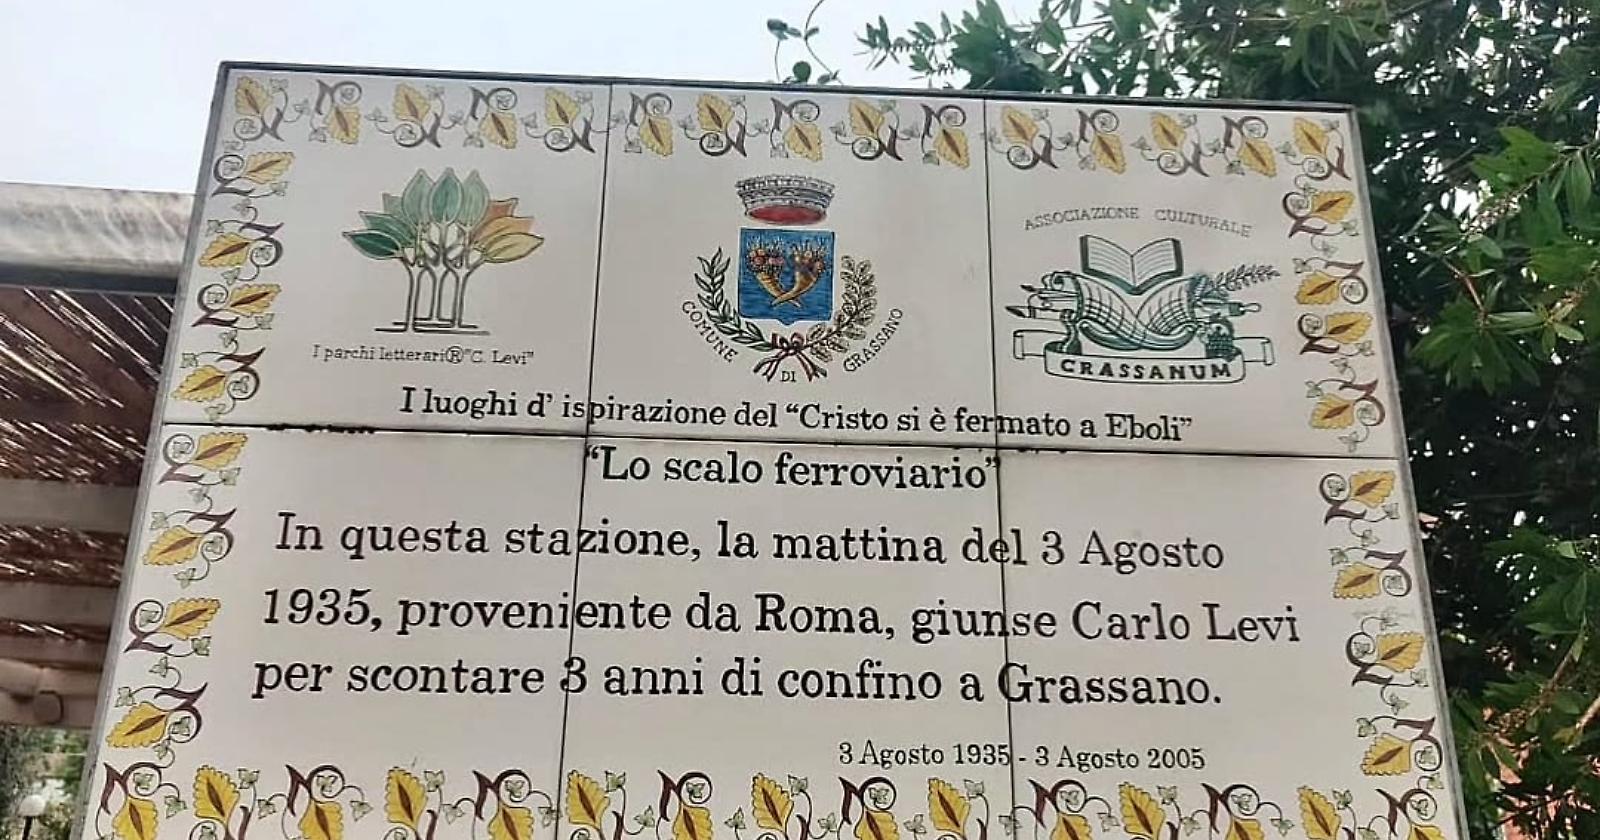 I parchi letterari® "C. Levi"
COMUNE DI GRASSANO
ASSOCIAZIONE CULTURALE
CRASSANUM
I luoghi d' ispirazione del "Cristo si è fermato a Eboli"
"Lo scalo ferroviario"
In questa stazione, la mattina del 3 Agosto
1935, proveniente da Roma, giunse Carlo Levi
per scontare 3 anni di confino a Grassano.
3 Agosto 1935 - 3 Agosto 2005